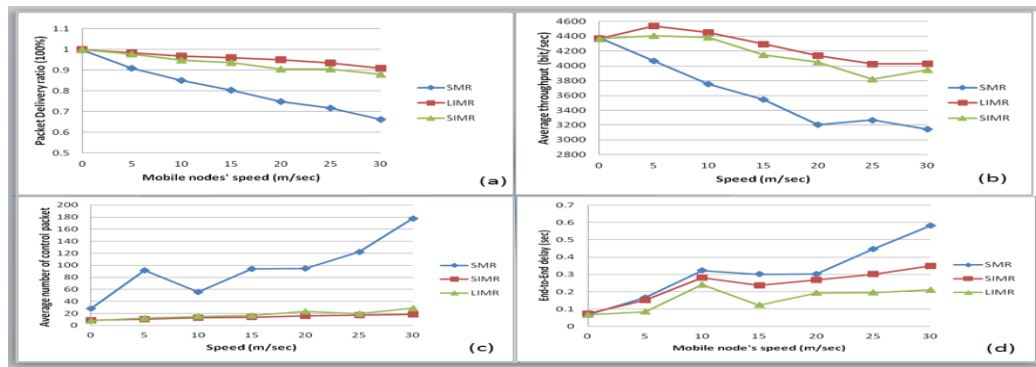 Packet Delivery ratio (100%)
1.1
1
0.9
0.8
0.7
0.6
0.5
0 5 10 15 20 25 30
Mobile nodes' speed (m/sec)
SMR
LIMR
SIMR
(a)
Average throughput (bit/sec)
4600
4400
4200
4000
3800
3600
3400
3200
3000
2800
0 5 10 15 20 25 30
Speed (m/sec)
SMR
LIMR
SIMR
(b)
Average number of control packet
200
180
160
140
120
100
80
60
40
20
0
0 5 10 15 20 25 30
Speed (m/sec)
SMR
SIMR
LIMR
(c)
End-to-End delay (sec)
0.7
0.6
0.5
0.4
0.3
0.2
0.1
0
0 5 10 15 20 25 30
Mobile node's speed (m/sec)
SMR
SIMR
LIMR
(d)